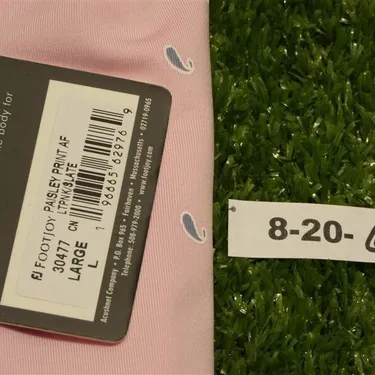 body for
1 96665 62976 9
FJ FOOTJOY PAISLEY PRINT AF
LTPINK/SLATE
30477 CN
LARGE
L
Acushnet Company • P.O. Box 965 • Fairhaven • Massachusetts • 02719-0965
Telephone: 508-979-2000 • www.footjoy.com
8-20-